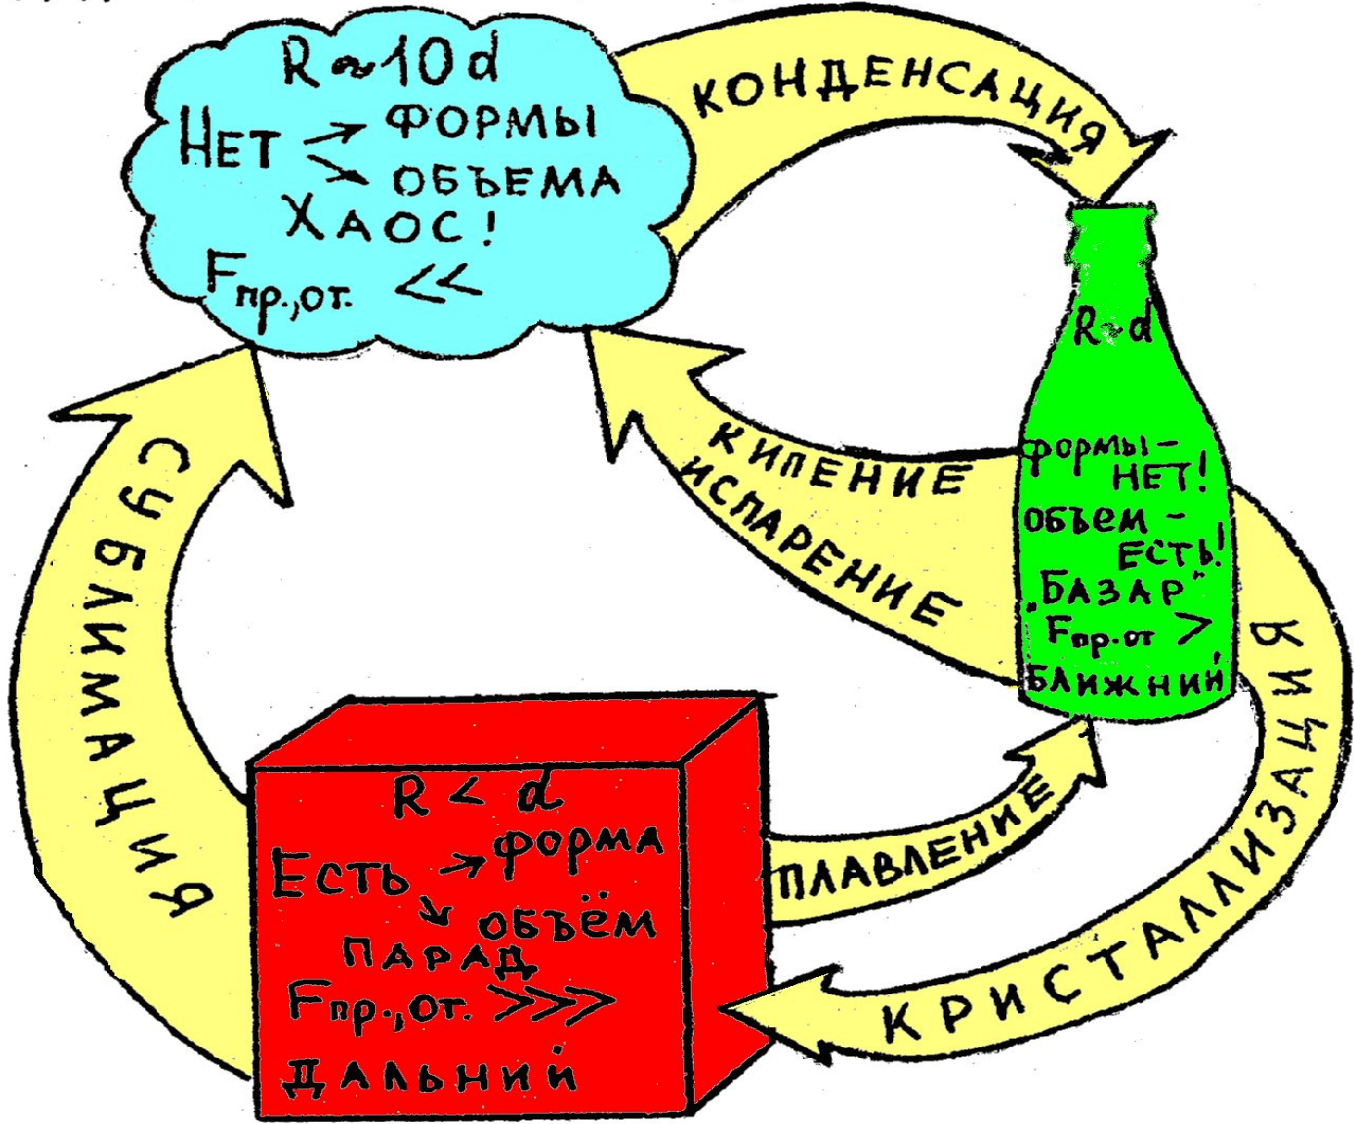 R ~ 10 d
НЕТ → ФОРМЫ
↘ ОБЪЕМА
ХАОС!
Fпр.,от. <<
КОНДЕНСАЦИЯ
R ~ d
ФОРМЫ –
НЕТ!
ОБЪЕМ –
ЕСТЬ!
„БАЗАР"
Fпр.от >
БЛИЖНИЙ
КИПЕНИЕ
ИСПАРЕНИЕ
СУБЛИМАЦИЯ
R < d
ЕСТЬ → ФОРМА
↘ ОБЪЁМ
ПАРАД
Fпр.,от. >>>
ДАЛЬНИЙ
ПЛАВЛЕНИЕ
КРИСТАЛЛИЗАЦИЯ